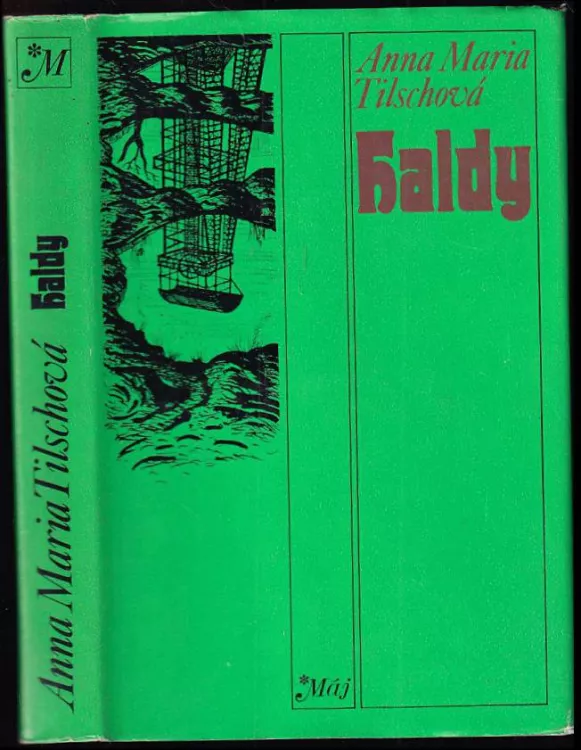 *M
Anna Maria Tilschová haldy
Anna Maria
Tilschová
haldy
*Máj